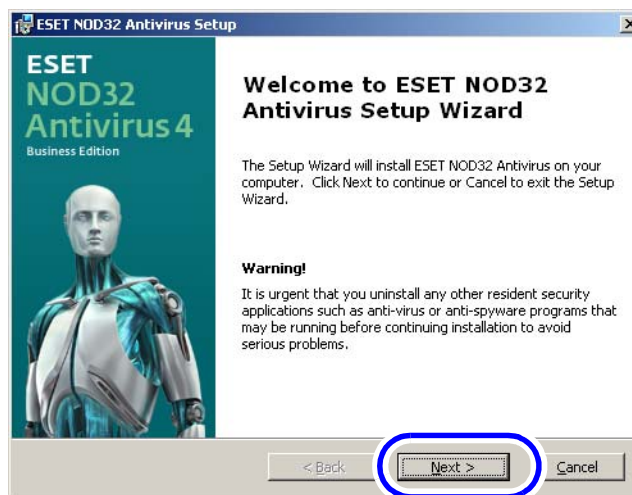 ESET NOD32 Antivirus Setup
ESET
NOD32
Antivirus 4
Business Edition
Welcome to ESET NOD32
Antivirus Setup Wizard
The Setup Wizard will install ESET NOD32 Antivirus on your
computer. Click Next to continue or Cancel to exit the Setup
Wizard.
Warning!
It is urgent that you uninstall any other resident security
applications such as anti-virus or anti-spyware programs that
may be running before continuing installation to avoid
serious problems.
< Back
Next >
Cancel